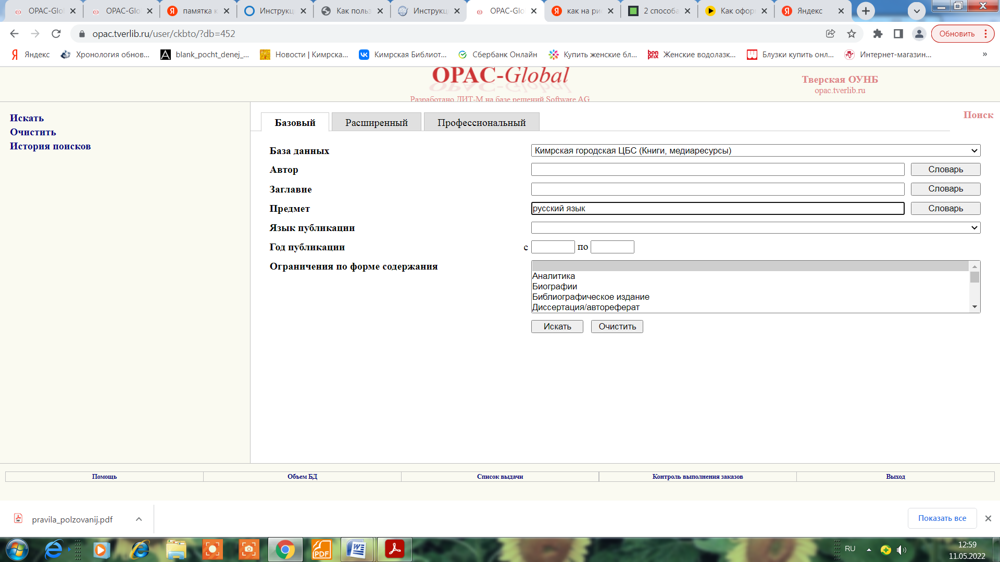 OPAC-Glo
OPAC-Glo
памятка к
Инструкц
Как польз
Инструкц
OPAC-Glo
как на ри
2 способа
Как офор
Яндекс
opac.tverlib.ru/user/ckbto/?db=452
Обновить
Яндекс
Хронология обнов...
blank_pocht_denej_...
Новости | Кимрска...
Кимрская Библиот...
Сбербанк Онлайн
Купить женские бл...
Женские водолазк...
Блузки купить онл...
Интернет-магазин...
»
OPAC-Global
Разработано ДИТ-М на базе решений Software AG
Тверская ОУНБ
opac.tverlib.ru
Искать
Очистить
История поисков
Базовый
Расширенный
Профессиональный
Поиск
База данных
Кимрская городская ЦБС (Книги, медиаресурсы)
Автор
Словарь
Заглавие
Словарь
Предмет
русский язык
Словарь
Язык публикации
Год публикации
с
по
Ограничения по форме содержания
Аналитика
Биографии
Библиографическое издание
Диссертация/автореферат
Искать
Очистить
Помощь
Объем БД
Список выдачи
Контроль выполнения заказов
Выход
pravila_polzovanij.pdf
Показать все
RU
12:59
11.05.2022